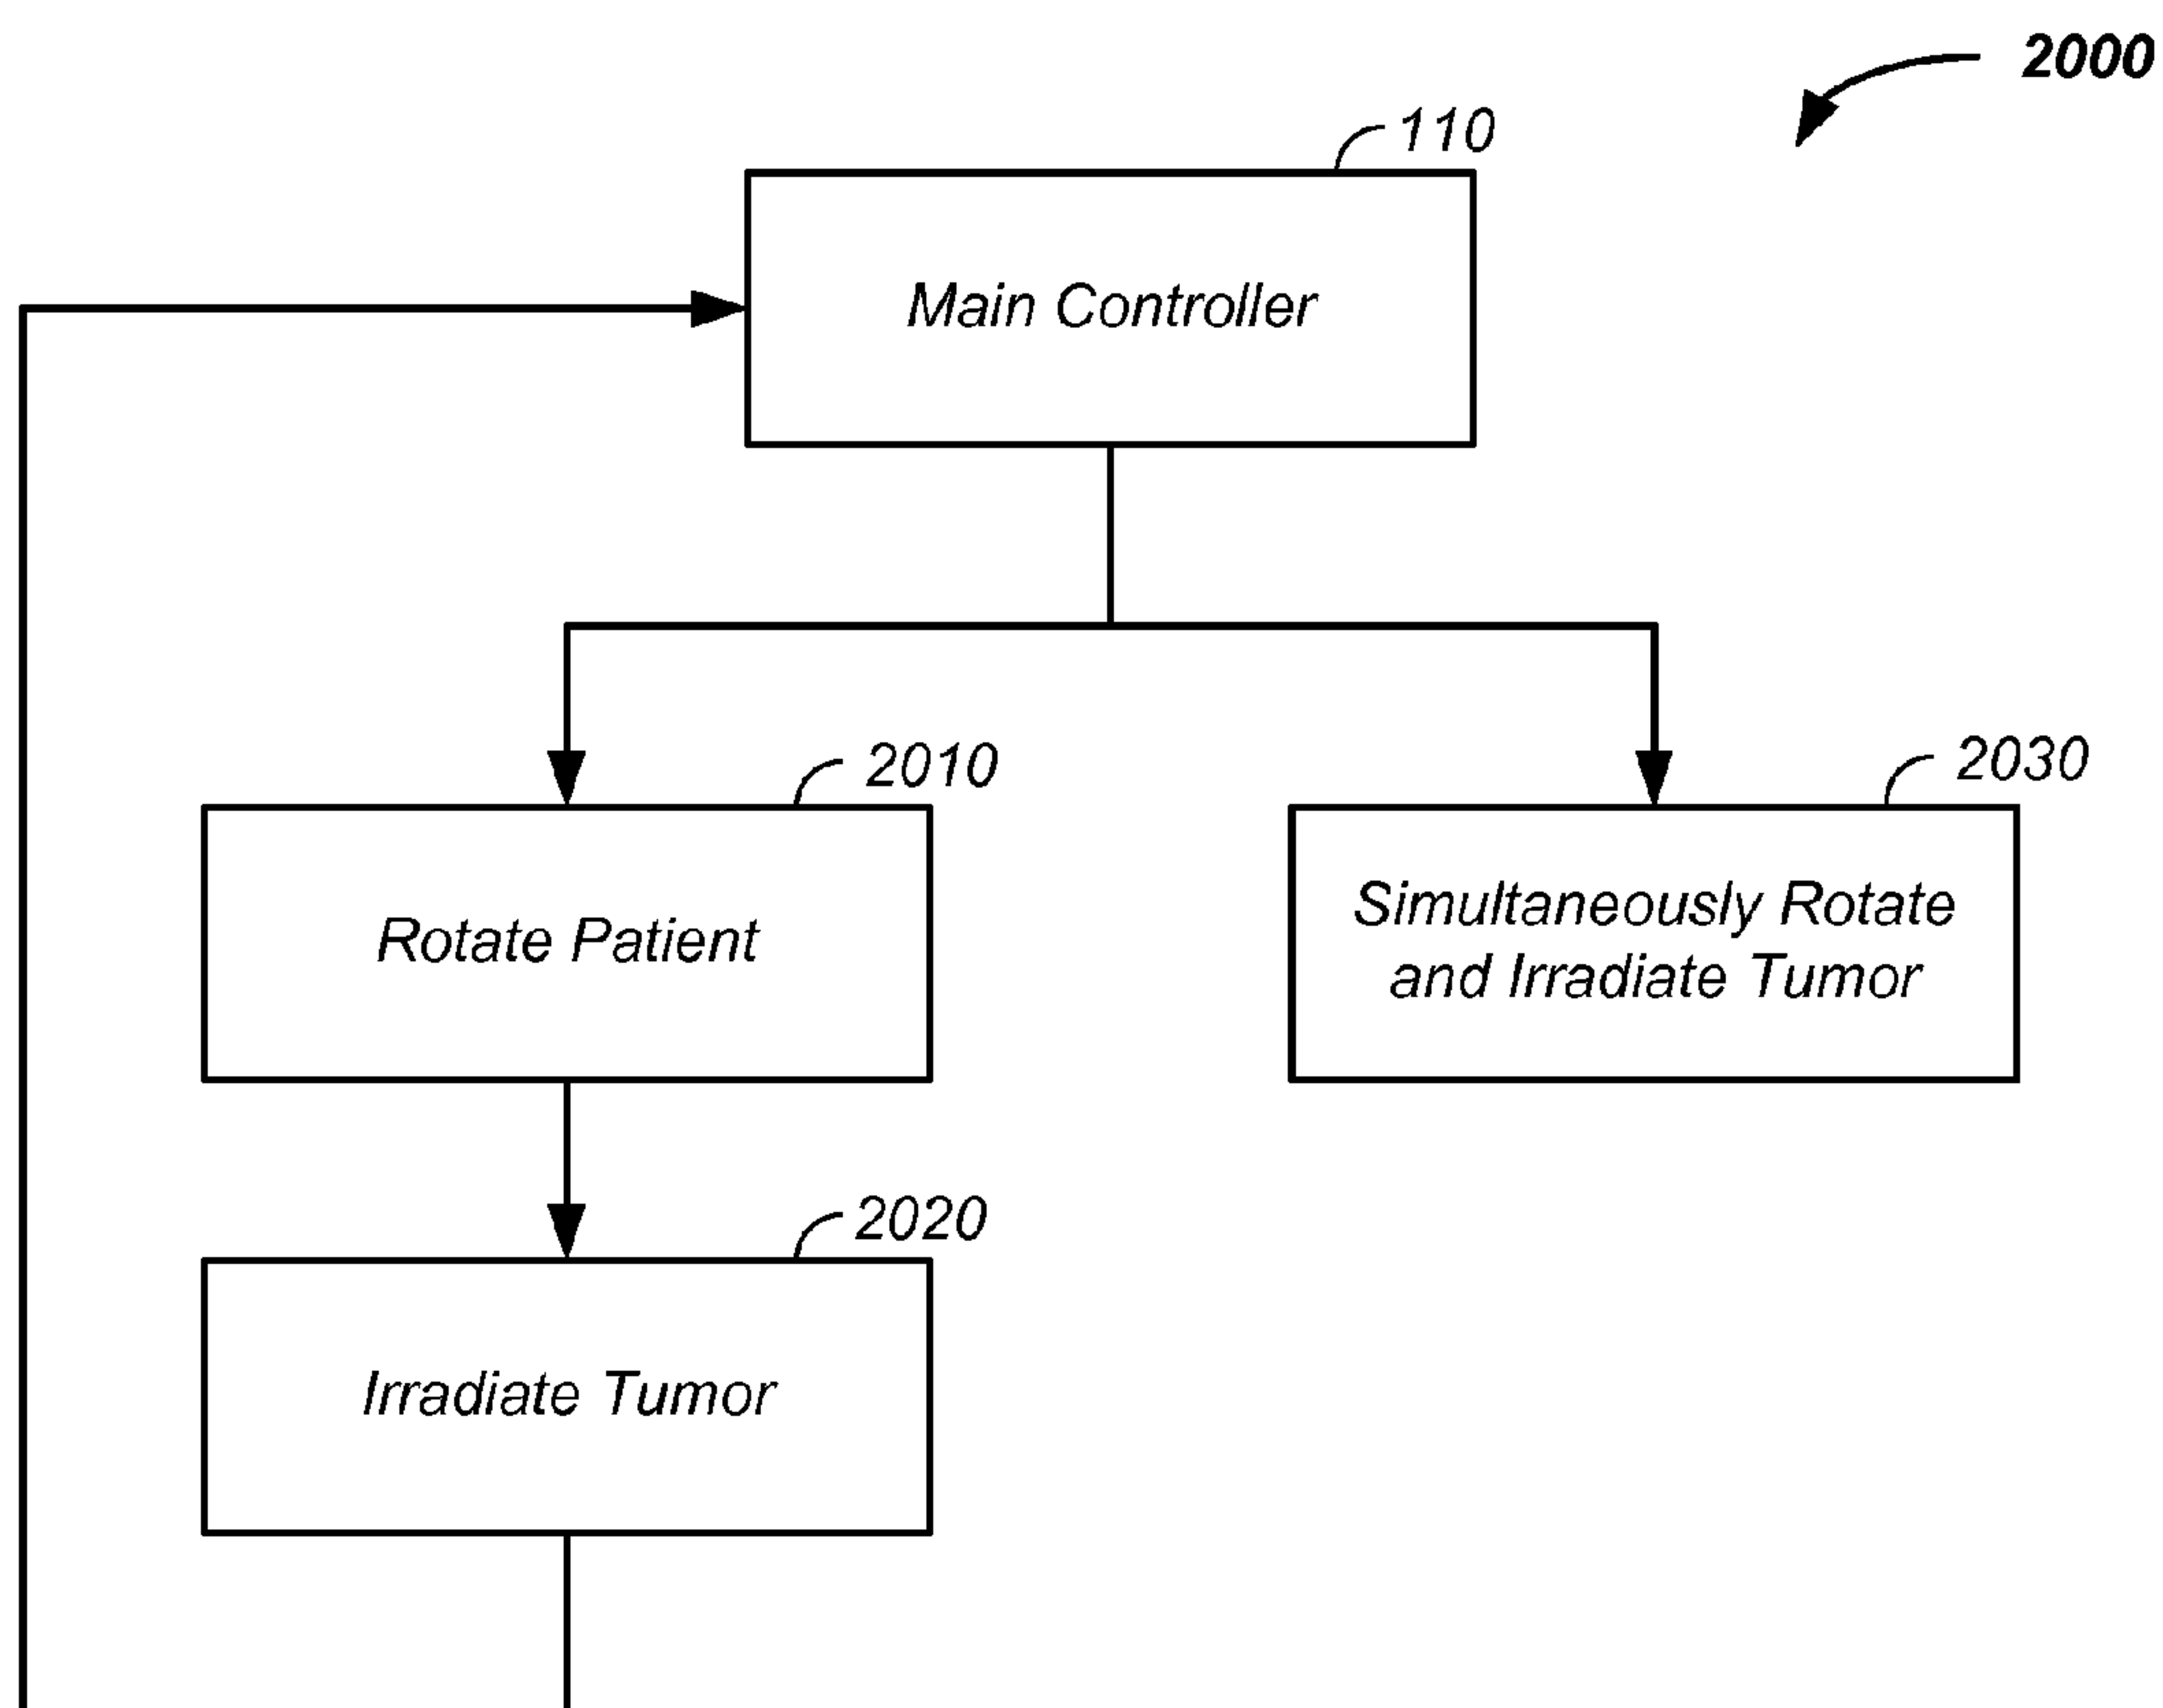 2000
110
Main Controller
2010
2030
Rotate Patient
Simultaneously Rotate
and Irradiate Tumor
2020
Irradiate Tumor